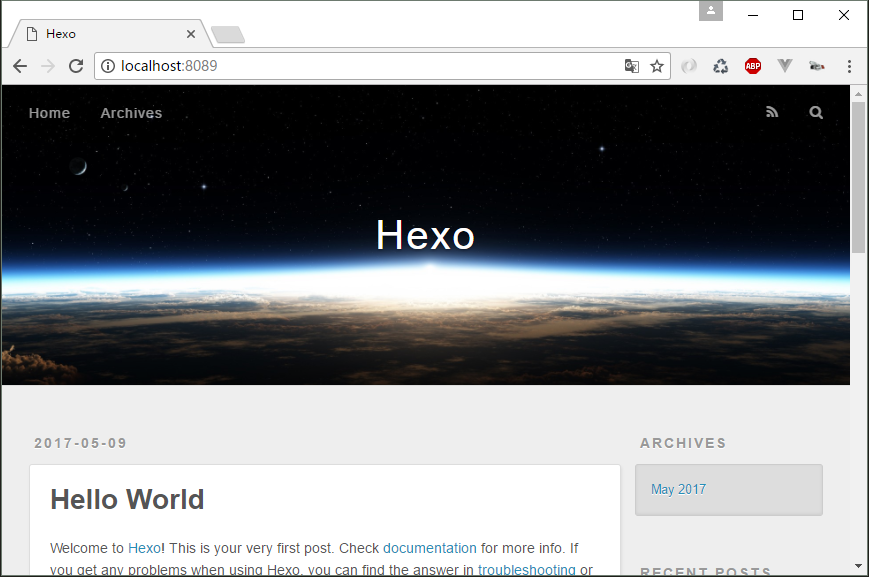 Hexo
localhost:8089
ABP
Home Archives
Hexo
2017-05-09
ARCHIVES
Hello World
May 2017
Welcome to Hexo! This is your very first post. Check documentation for more info. If
you get any problems when using Hexo, you can find the answer in troubleshooting or
RECENT POSTS